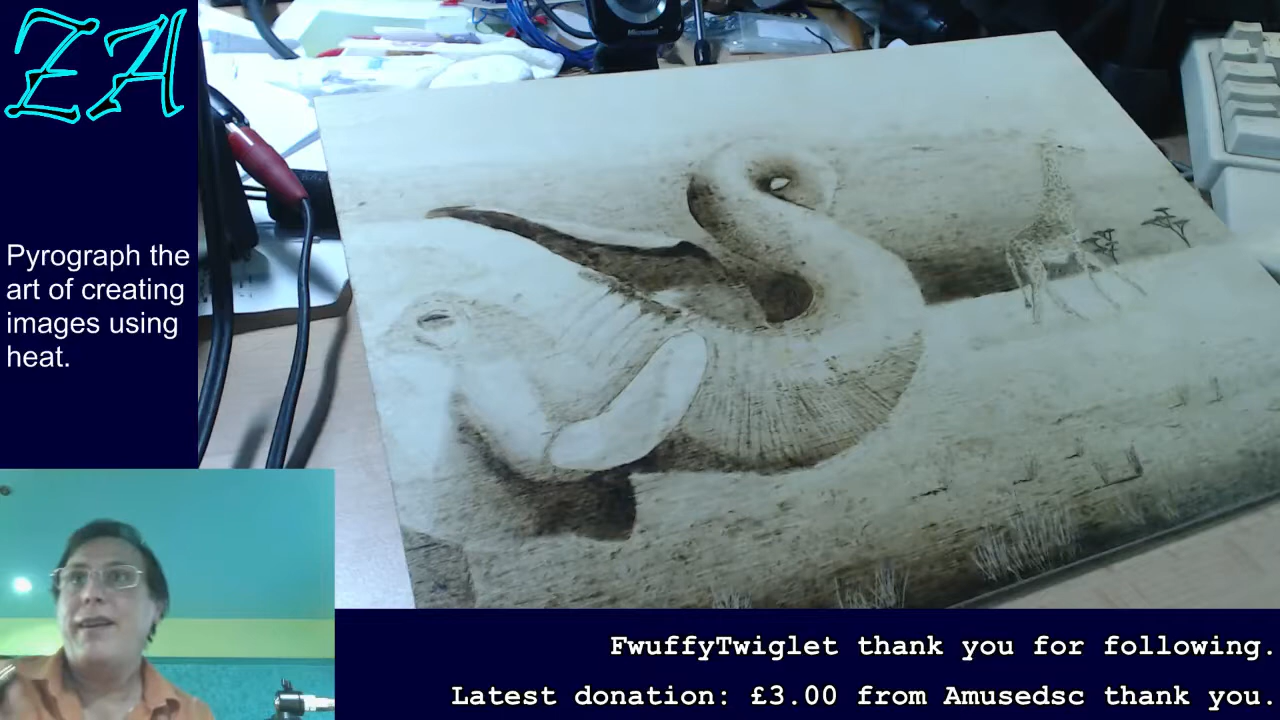 ZA
Pyrograph the
art of creating
images using
heat.
Microsoft
FwuffyTwiglet thank you for following.
Latest donation: £3.00 from Amusedsc thank you.